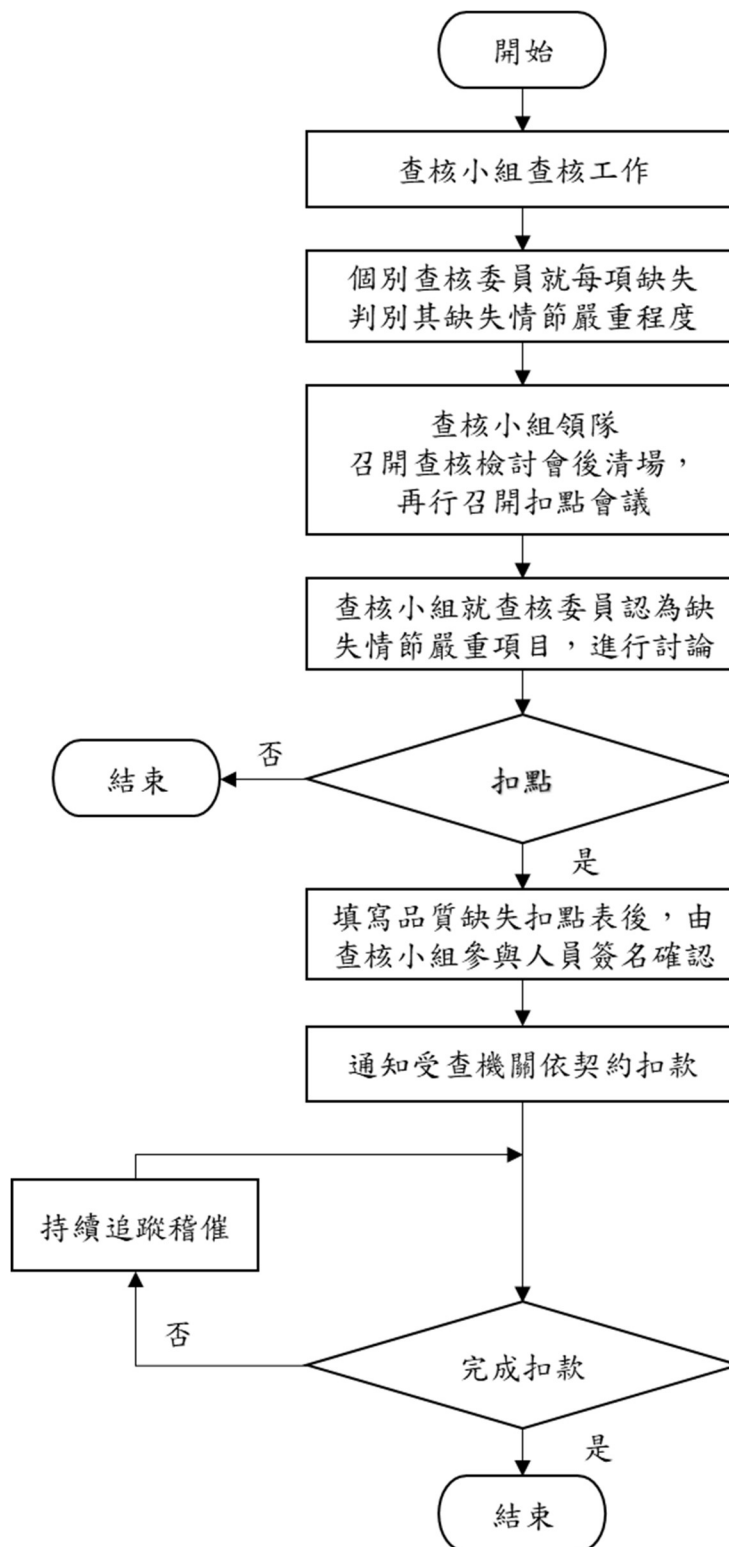 開始
查核小組查核工作
個別查核委員就每項缺失
判別其缺失情節嚴重程度
查核小組領隊
召開查核檢討會後清場，
再行召開扣點會議
查核小組就查核委員認為缺
失情節嚴重項目，進行討論
否
結束
扣點
是
填寫品質缺失扣點表後，由
查核小組參與人員簽名確認
通知受查機關依契約扣款
持續追蹤稽催
否
完成扣款
是
結束